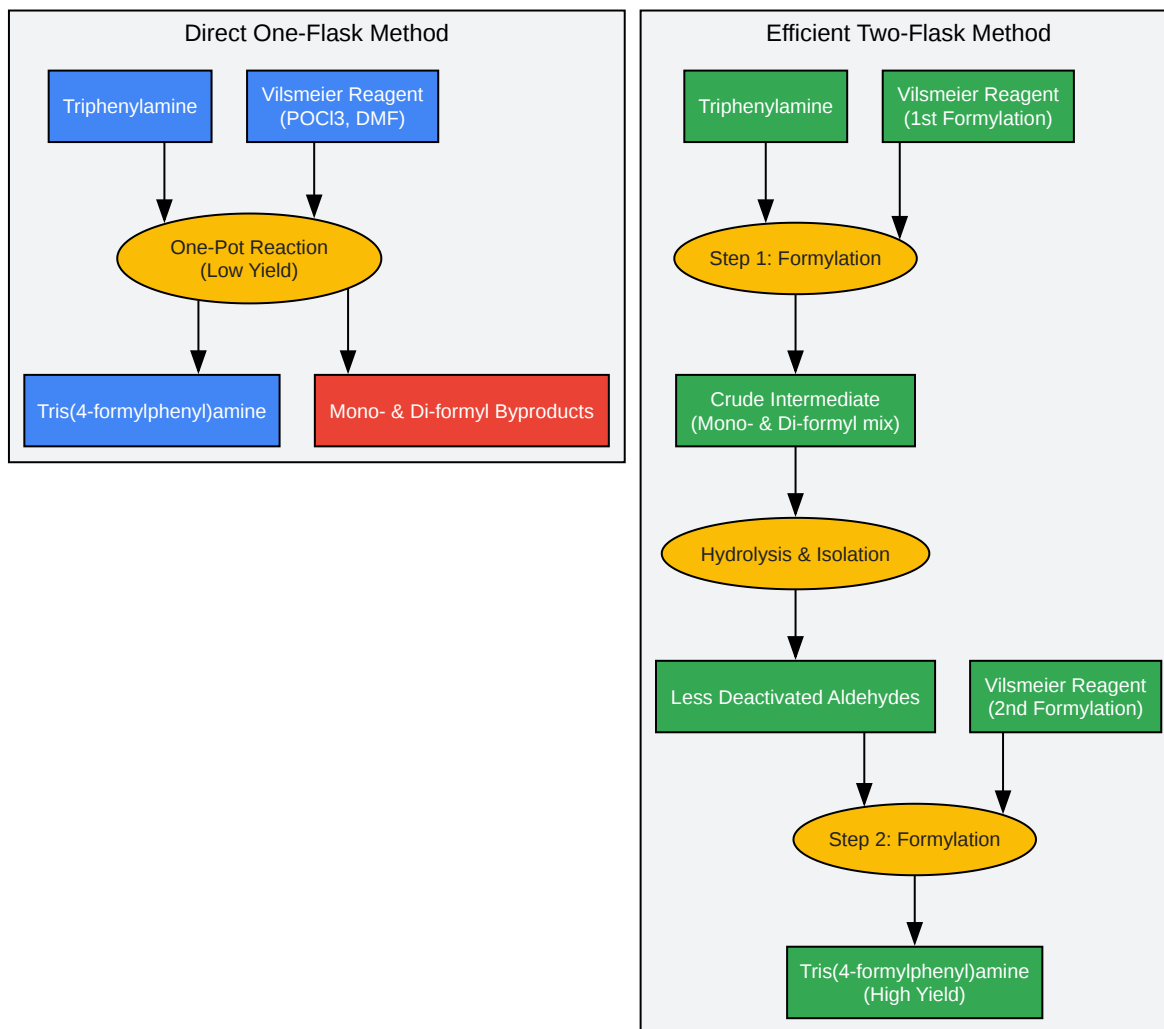 Direct One-Flask Method
Triphenylamine
Vilsmeier Reagent
(POCl3, DMF)
One-Pot Reaction
(Low Yield)
Tris(4-formylphenyl)amine
Mono- & Di-formyl Byproducts
Efficient Two-Flask Method
Triphenylamine
Vilsmeier Reagent
(1st Formylation)
Step 1: Formylation
Crude Intermediate
(Mono- & Di-formyl mix)
Hydrolysis & Isolation
Less Deactivated Aldehydes
Vilsmeier Reagent
(2nd Formylation)
Step 2: Formylation
Tris(4-formylphenyl)amine
(High Yield)